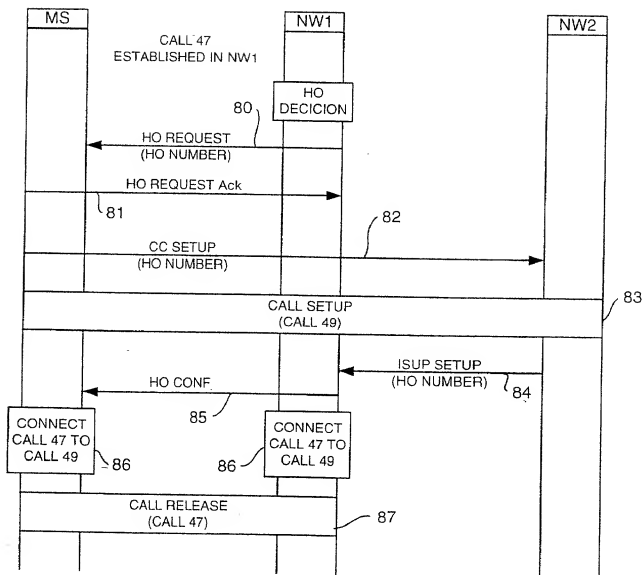 MS
NW1
NW2
CALL 47
ESTABLISHED IN NW1
HO
DECICION
80
HO REQUEST
(HO NUMBER)
HO REQUEST Ack
81
82
CC SETUP
(HO NUMBER)
CALL SETUP
(CALL 49)
83
ISUP SETUP
(HO NUMBER)
84
HO CONF.
85
CONNECT
CALL 47 TO
CALL 49
86
CONNECT
CALL 47 TO
CALL 49
86
CALL RELEASE
(CALL 47)
87